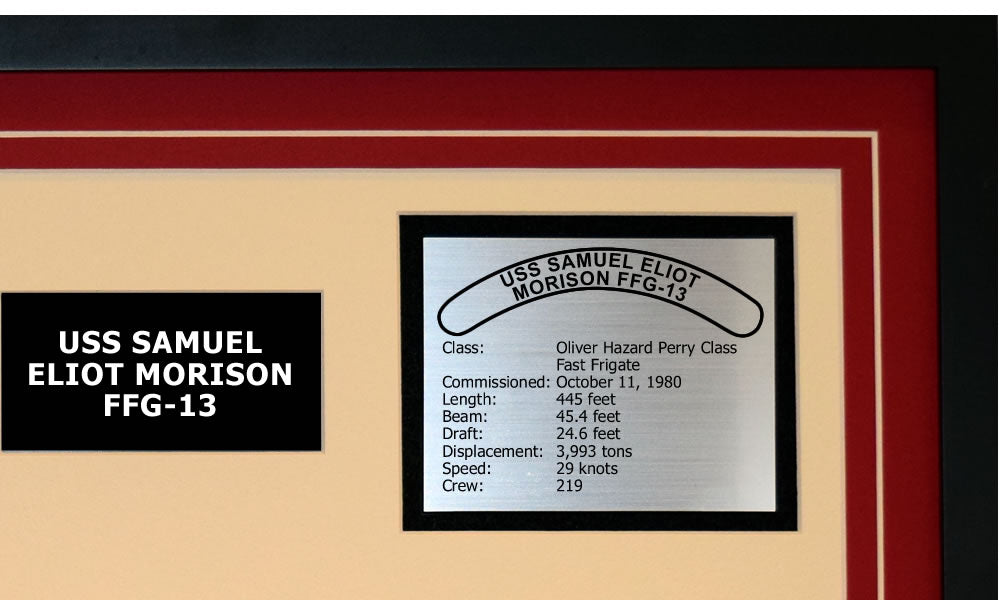 USS SAMUEL
ELIOT MORISON
FFG-13
USS SAMUEL ELIOT
MORISON FFG-13
Class: Oliver Hazard Perry Class
Fast Frigate
Commissioned: October 11, 1980
Length: 445 feet
Beam: 45.4 feet
Draft: 24.6 feet
Displacement: 3,993 tons
Speed: 29 knots
Crew: 219